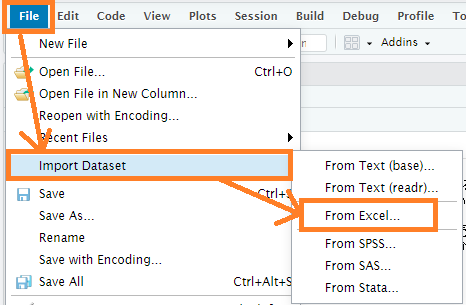 File Edit Code View Plots Session Build Debug Profile To
New File
Addins
Open File... Ctrl+O
Open File in New Column...
Reopen with Encoding...
Recent Files
Import Dataset
From Text (base)...
From Text (readr)...
Save
From Excel...
Save As...
Rename
From SPSS...
Save with Encoding...
From SAS...
Save All Ctrl+Alt+S
From Stata...